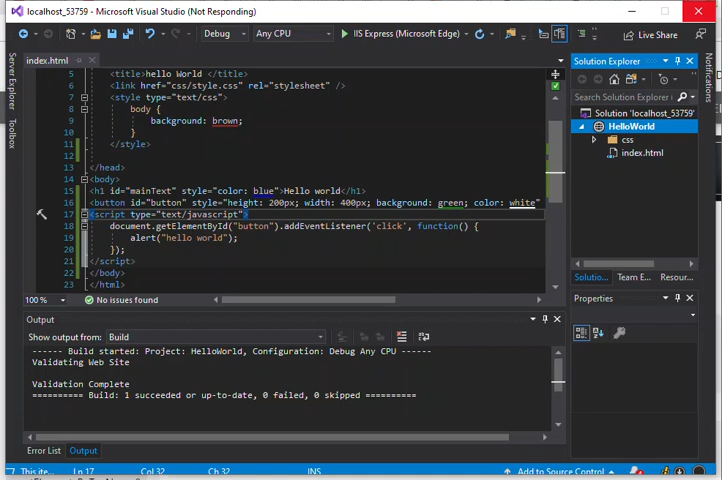 localhost_53759 - Microsoft Visual Studio (Not Responding)
Debug Any CPU IIS Express (Microsoft Edge) Live Share
Server Explorer
Toolbox
index.html
5 <title>hello World </title>
6 <link href="css/style.css" rel="stylesheet" />
7 <style type="text/css">
8 body {
9 background: brown;
10 }
11 </style>
12
13 </head>
14 <body>
15 <h1 id="mainText" style="color: blue">Hello world</h1>
16 <button id="button" style="height: 200px; width: 400px; background: green; color: white"
17 <script type="text/javascript">
18 document.getElementById("button").addEventListener('click', function() {
19 alert("hello world");
20 });
21 </script>
22 </body>
23 </html>
100 % No issues found
Output
Show output from: Build
------ Build started: Project: HelloWorld, Configuration: Debug Any CPU ------
Validating Web Site
Validation Complete
========== Build: 1 succeeded or up-to-date, 0 failed, 0 skipped ==========
Error List Output
Solution Explorer
Search Solution Explorer
Solution 'localhost_53759'
HelloWorld
css
index.html
Soluti... Team E... Resour...
Properties
Notifications
This ite... Ln 17 Col 32 Ch 32 INS Add to Source Control